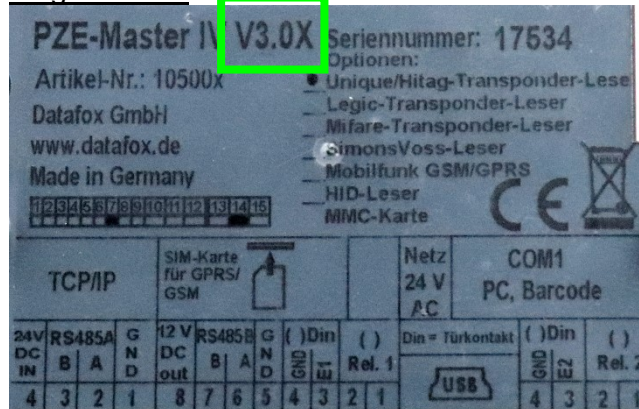 PZE-Master IV V3.0X
Seriennummer: 17534
Artikel-Nr.: 10500x
Datafox GmbH
www.datafox.de
Made in Germany
1 2 3 4 5 6 7 8 9 10 11 12 13 14 15
Optionen:
Unique/Hitag-Transponder-Lese
Legic-Transponder-Leser
Mifare-Transponder-Leser
SimonsVoss-Leser
Mobilfunk GSM/GPRS
HID-Leser
MMC-Karte
CE
TCP/IP
SIM-Karte
für GPRS/
GSM
Netz
24 V
AC
COM1
PC, Barcode
24V
DC
IN
RS485A
B A
G
N
D
12 V
DC
out
RS485B
B A
G
N
D
( )Din
GND E1
( )
Rel. 1
Din = Türkontakt
USB
( )Din
GND E2
( )
Rel. 2
4 3 2 1 8 7 6 5 4 3 2 1 4 3 2